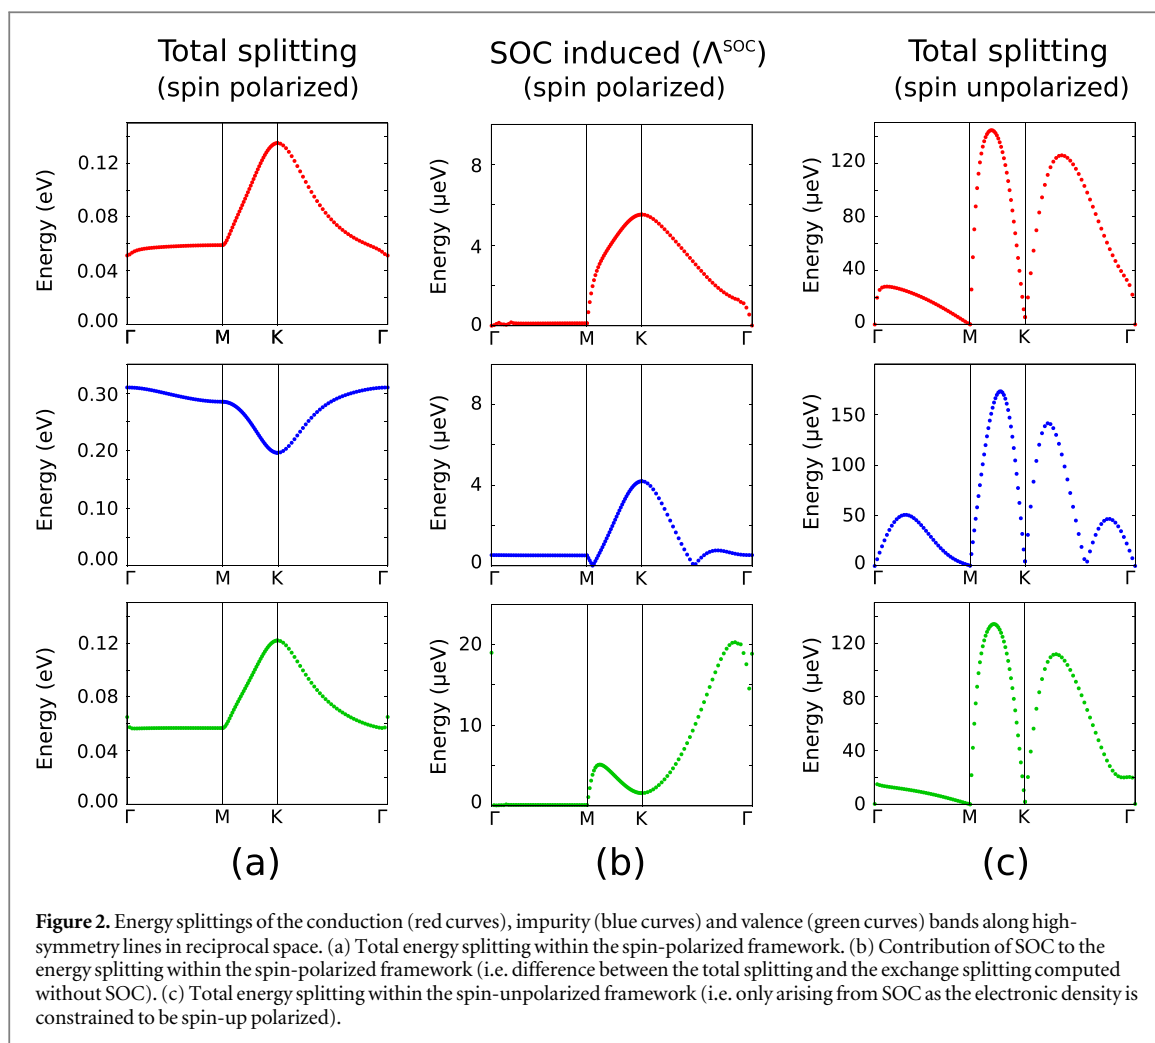 Total splitting
(spin polarized)
SOC induced (Λ^SOC)
(spin polarized)
Total splitting
(spin unpolarized)
Energy (eV)
0.12
0.08
0.04
0.00
Γ M K Γ
Energy (μeV)
8
4
0
Γ M K Γ
Energy (μeV)
120
80
40
0
Γ M K Γ
Energy (eV)
0.30
0.20
0.10
0.00
Γ M K Γ
Energy (μeV)
8
4
0
Γ M K Γ
Energy (μeV)
150
100
50
0
Γ M K Γ
Energy (eV)
0.12
0.08
0.04
0.00
Γ M K Γ
Energy (μeV)
20
10
0
Γ M K Γ
Energy (μeV)
120
80
40
0
Γ M K Γ
(a) (b) (c)
Figure 2. Energy splittings of the conduction (red curves), impurity (blue curves) and valence (green curves) bands along high-
symmetry lines in reciprocal space. (a) Total energy splitting within the spin-polarized framework. (b) Contribution of SOC to the
energy splitting within the spin-polarized framework (i.e. difference between the total splitting and the exchange splitting computed
without SOC). (c) Total energy splitting within the spin-unpolarized framework (i.e. only arising from SOC as the electronic density is
constrained to be spin-up polarized).